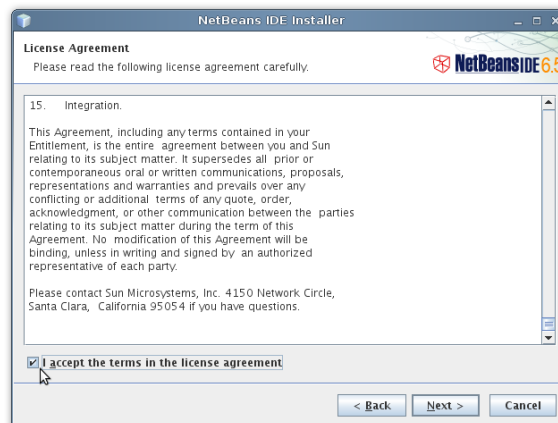 NetBeans IDE Installer
License Agreement
Please read the following license agreement carefully.
NetBeans IDE 6.5
15. Integration.
This Agreement, including any terms contained in your
Entitlement, is the entire agreement between you and Sun
relating to its subject matter. It supersedes all prior or
contemporaneous oral or written communications, proposals,
representations and warranties and prevails over any
conflicting or additional terms of any quote, order,
acknowledgment, or other communication between the parties
relating to its subject matter during the term of this
Agreement. No modification of this Agreement will be
binding, unless in writing and signed by an authorized
representative of each party.
Please contact Sun Microsystems, Inc. 4150 Network Circle,
Santa Clara, California 95054 if you have questions.
I accept the terms in the license agreement
< Back Next > Cancel